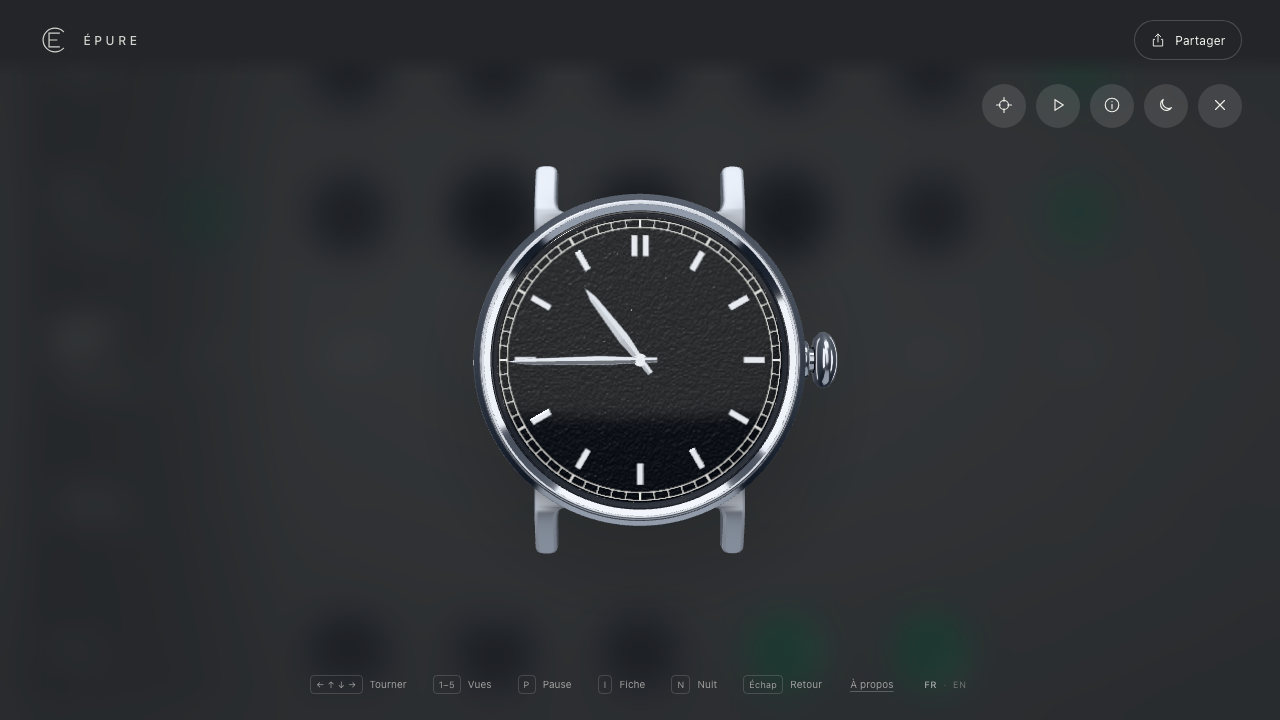 ÉPURE
Partager
← ↑ ↓ → Tourner 1–5 Vues P Pause I Fiche N Nuit Échap Retour À propos FR · EN